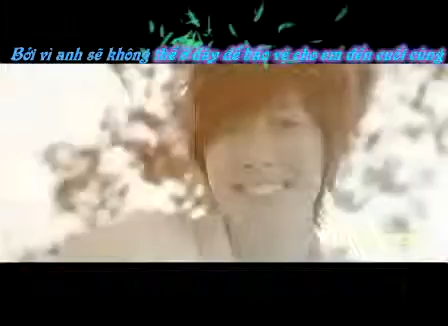 Bởi vì anh sẽ không thể ở đây để bảo vệ cho em đến cuối cùng